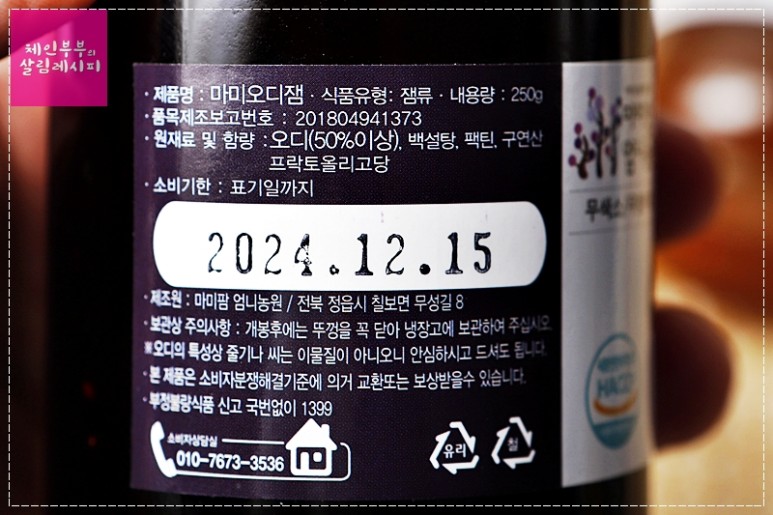 체인부부의
살림레시피
· 제품명 : 마미오디잼 · 식품유형: 잼류 · 내용량 : 250g
· 품목제조보고번호 : 201804941373
· 원재료 및 함량 : 오디(50%이상), 백설탕, 팩틴, 구연산
프락토올리고당
· 소비기한 : 표기일까지
2024.12.15
· 제조원 : 마미팜 엄니농원 / 전북 정읍시 칠보면 무성길 8
· 보관상 주의사항 : 개봉후에는 뚜껑을 꼭 닫아 냉장고에 보관하여 주십시오.
※ 오디의 특성상 줄기나 씨는 이물질이 아니오니 안심하시고 드셔도 됩니다.
· 본 제품은 소비자분쟁해결기준에 의거 교환또는 보상받을수 있습니다.
· 부정불량식품 신고 국번없이 1399
소비자상담실
010-7673-3536
유리
철
무색소
HACCP